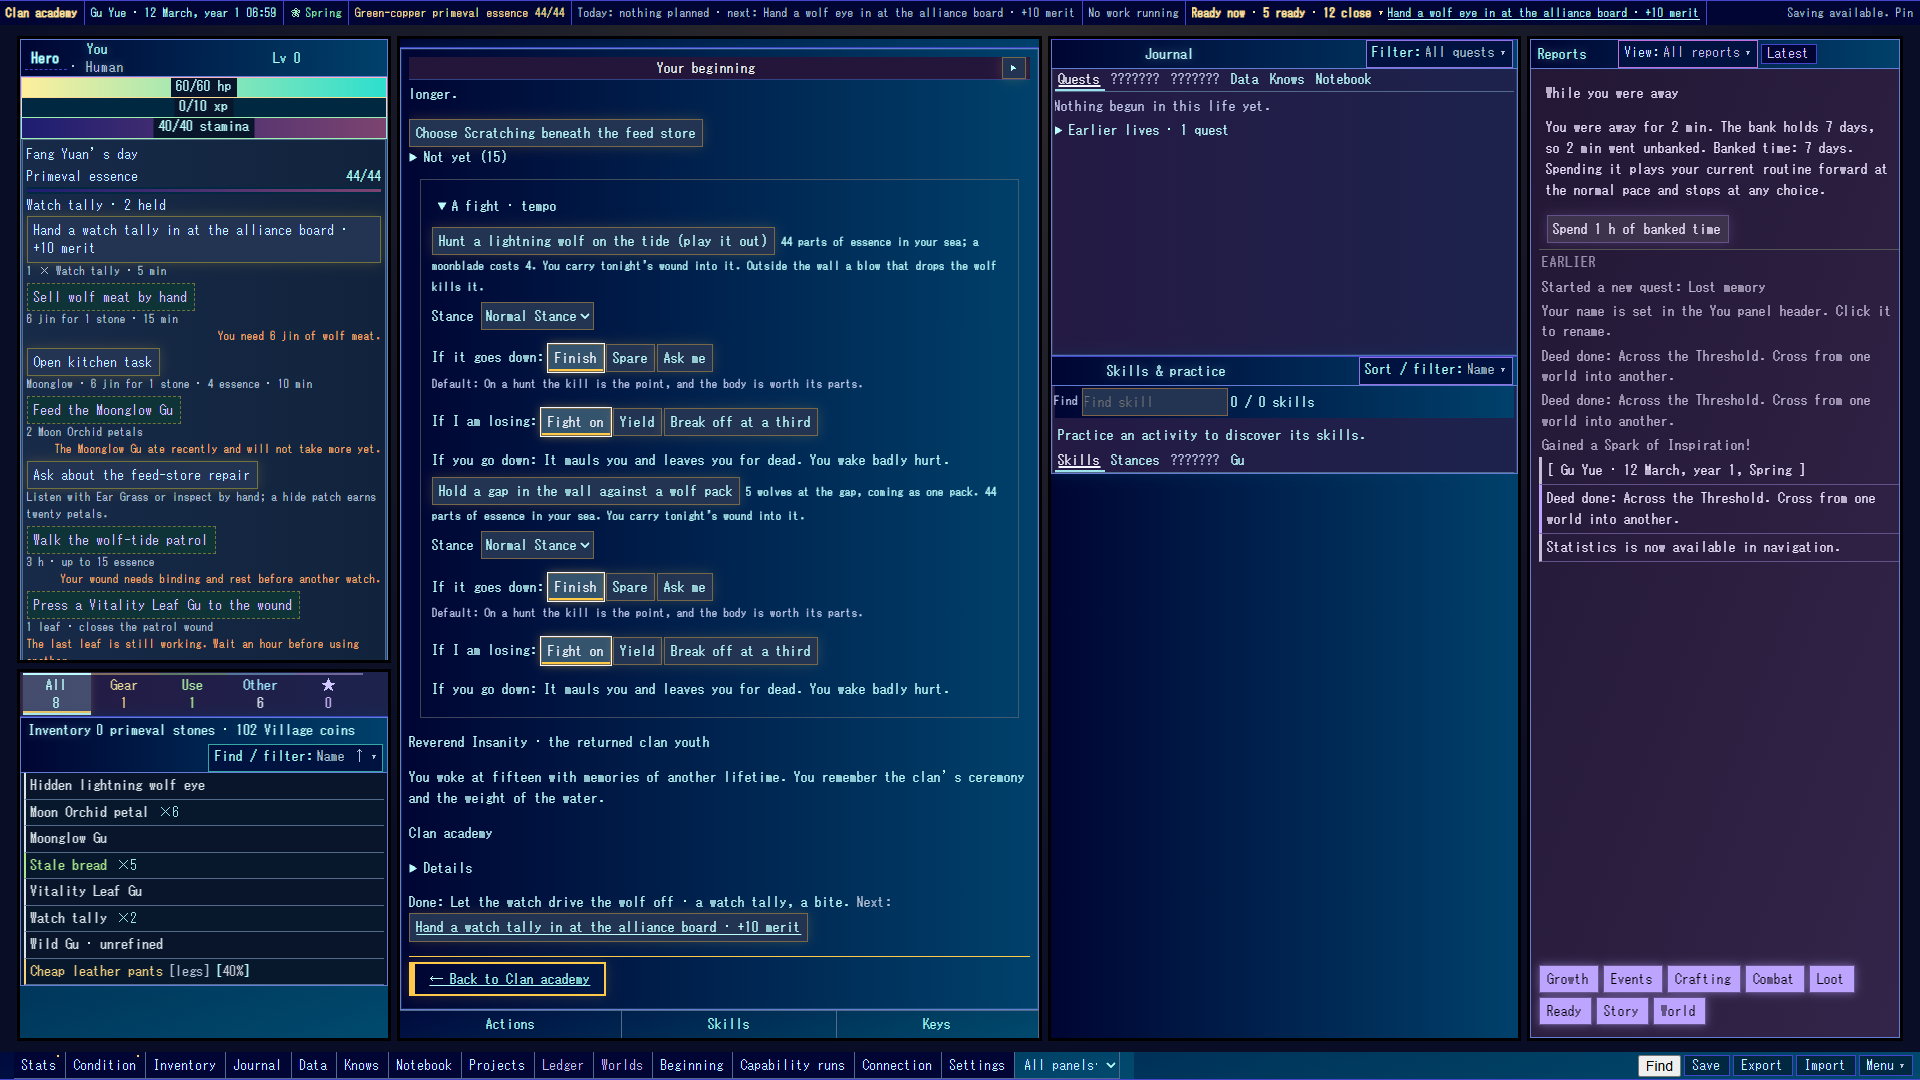 Clan academy | Gu Yue · 12 March, year 1 06:59 | Spring | Green-copper primeval essence 44/44 | Today: nothing planned · next: Hand a wolf eye in at the alliance board · +10 merit | No work running | Ready now · 5 ready · 12 close ▾ Hand a wolf eye in at the alliance board · +10 merit | Saving available. Pin
Hero · You Human Lv 0
60/60 hp
0/10 xp
40/40 stamina
Fang Yuan's day
Primeval essence 44/44
Watch tally · 2 held
Hand a watch tally in at the alliance board ·
+10 merit
1 × Watch tally · 5 min
Sell wolf meat by hand
6 jin for 1 stone · 15 min
You need 6 jin of wolf meat.
Open kitchen task
Moonglow · 6 jin for 1 stone · 4 essence · 10 min
Feed the Moonglow Gu
2 Moon Orchid petals
The Moonglow Gu ate recently and will not take more yet.
Ask about the feed-store repair
Listen with Ear Grass or inspect by hand; a hide patch earns
twenty petals.
Walk the wolf-tide patrol
3 h · up to 15 essence
Your wound needs binding and rest before another watch.
Press a Vitality Leaf Gu to the wound
1 leaf · closes the patrol wound
The last leaf is still working. Wait an hour before using
All 8 Gear 1 Use 1 Other 6 ★ 0
Inventory 0 primeval stones · 102 Village coins
Find / filter: Name ↑ ▾
Hidden lightning wolf eye
Moon Orchid petal ×6
Moonglow Gu
Stale bread ×5
Vitality Leaf Gu
Watch tally ×2
Wild Gu · unrefined
Cheap leather pants [legs] [40%]
Your beginning ▸
longer.
Choose Scratching beneath the feed store
▶ Not yet (15)
▼ A fight · tempo
Hunt a lightning wolf on the tide (play it out) 44 parts of essence in your sea; a
moonblade costs 4. You carry tonight's wound into it. Outside the wall a blow that drops the wolf
kills it.
Stance Normal Stance
If it goes down: Finish Spare Ask me
Default: On a hunt the kill is the point, and the body is worth its parts.
If I am losing: Fight on Yield Break off at a third
If you go down: It mauls you and leaves you for dead. You wake badly hurt.
Hold a gap in the wall against a wolf pack 5 wolves at the gap, coming as one pack. 44
parts of essence in your sea. You carry tonight's wound into it.
Stance Normal Stance
If it goes down: Finish Spare Ask me
Default: On a hunt the kill is the point, and the body is worth its parts.
If I am losing: Fight on Yield Break off at a third
If you go down: It mauls you and leaves you for dead. You wake badly hurt.
Reverend Insanity · the returned clan youth
You woke at fifteen with memories of another lifetime. You remember the clan's ceremony
and the weight of the water.
Clan academy
▶ Details
Done: Let the watch drive the wolf off · a watch tally, a bite. Next:
Hand a watch tally in at the alliance board · +10 merit
← Back to Clan academy
Actions Skills Keys
Journal Filter: All quests ▾
Quests ??????? ??????? Data Knows Notebook
Nothing begun in this life yet.
▶ Earlier lives · 1 quest
Skills & practice Sort / filter: Name ▾
Find Find skill 0 / 0 skills
Practice an activity to discover its skills.
Skills Stances ??????? Gu
Reports View: All reports ▾ Latest
While you were away
You were away for 2 min. The bank holds 7 days,
so 2 min went unbanked. Banked time: 7 days.
Spending it plays your current routine forward at
the normal pace and stops at any choice.
Spend 1 h of banked time
EARLIER
Started a new quest: Lost memory
Your name is set in the You panel header. Click it
to rename.
Deed done: Across the Threshold. Cross from one
world into another.
Deed done: Across the Threshold. Cross from one
world into another.
Gained a Spark of Inspiration!
[ Gu Yue · 12 March, year 1, Spring ]
Deed done: Across the Threshold. Cross from one
world into another.
Statistics is now available in navigation.
Growth Events Crafting Combat Loot
Ready Story World
Stats Condition Inventory Journal Data Knows Notebook Projects Ledger Worlds Beginning Capability runs Connection Settings All panels· Find Save Export Import Menu ▾